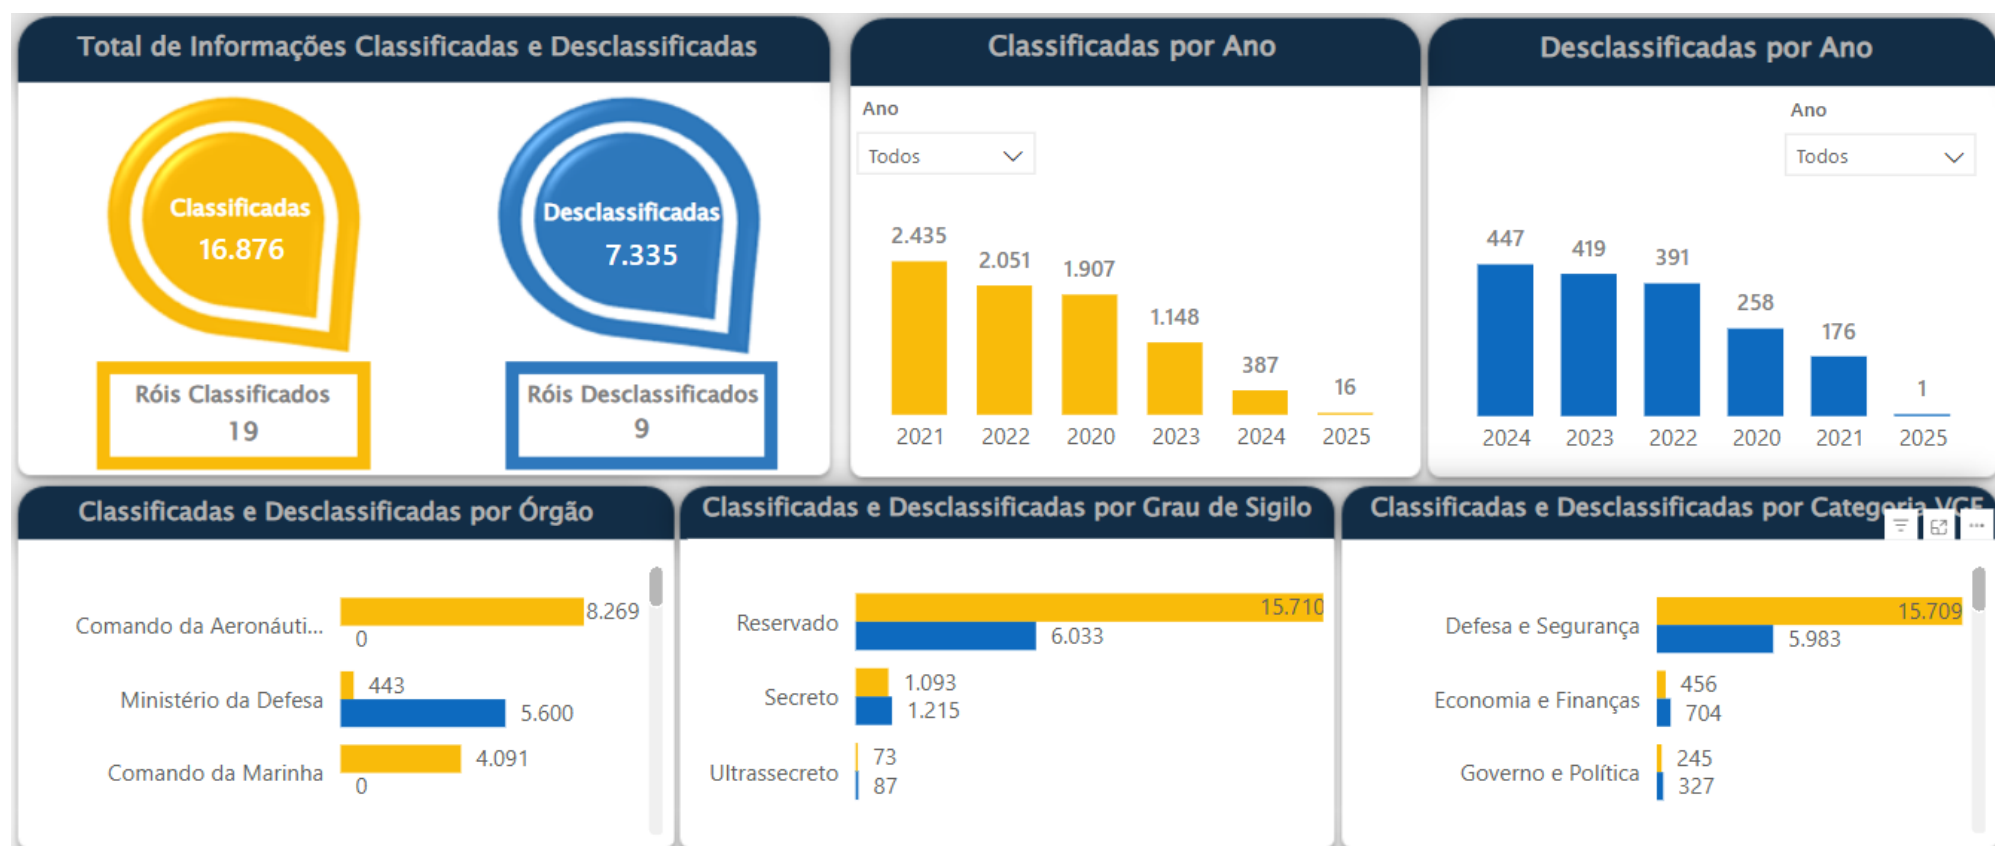 Total de Informações Classificadas e Desclassificadas
Classificadas
16.876
Desclassificadas
7.335
Róis Classificados
19
Róis Desclassificados
9
Classificadas por Ano
Ano
Todos
2.435
2.051
1.907
1.148
387
16
2021 2022 2020 2023 2024 2025
Desclassificadas por Ano
Ano
Todos
447
419
391
258
176
1
2024 2023 2022 2020 2021 2025
Classificadas e Desclassificadas por Órgão
Comando da Aeronáuti...
8.269
0
Ministério da Defesa
443
5.600
Comando da Marinha
4.091
0
Classificadas e Desclassificadas por Grau de Sigilo
Reservado
15.710
6.033
Secreto
1.093
1.215
Ultrassecreto
73
87
Classificadas e Desclassificadas por Categoria
Defesa e Segurança
15.709
5.983
Economia e Finanças
456
704
Governo e Política
245
327